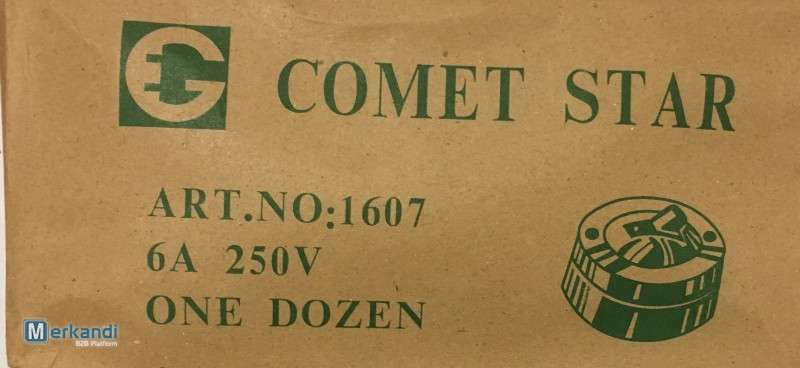 COMET STAR
ART.NO:1607
6A 250V
ONE DOZEN
Merkandi
B2B Platform